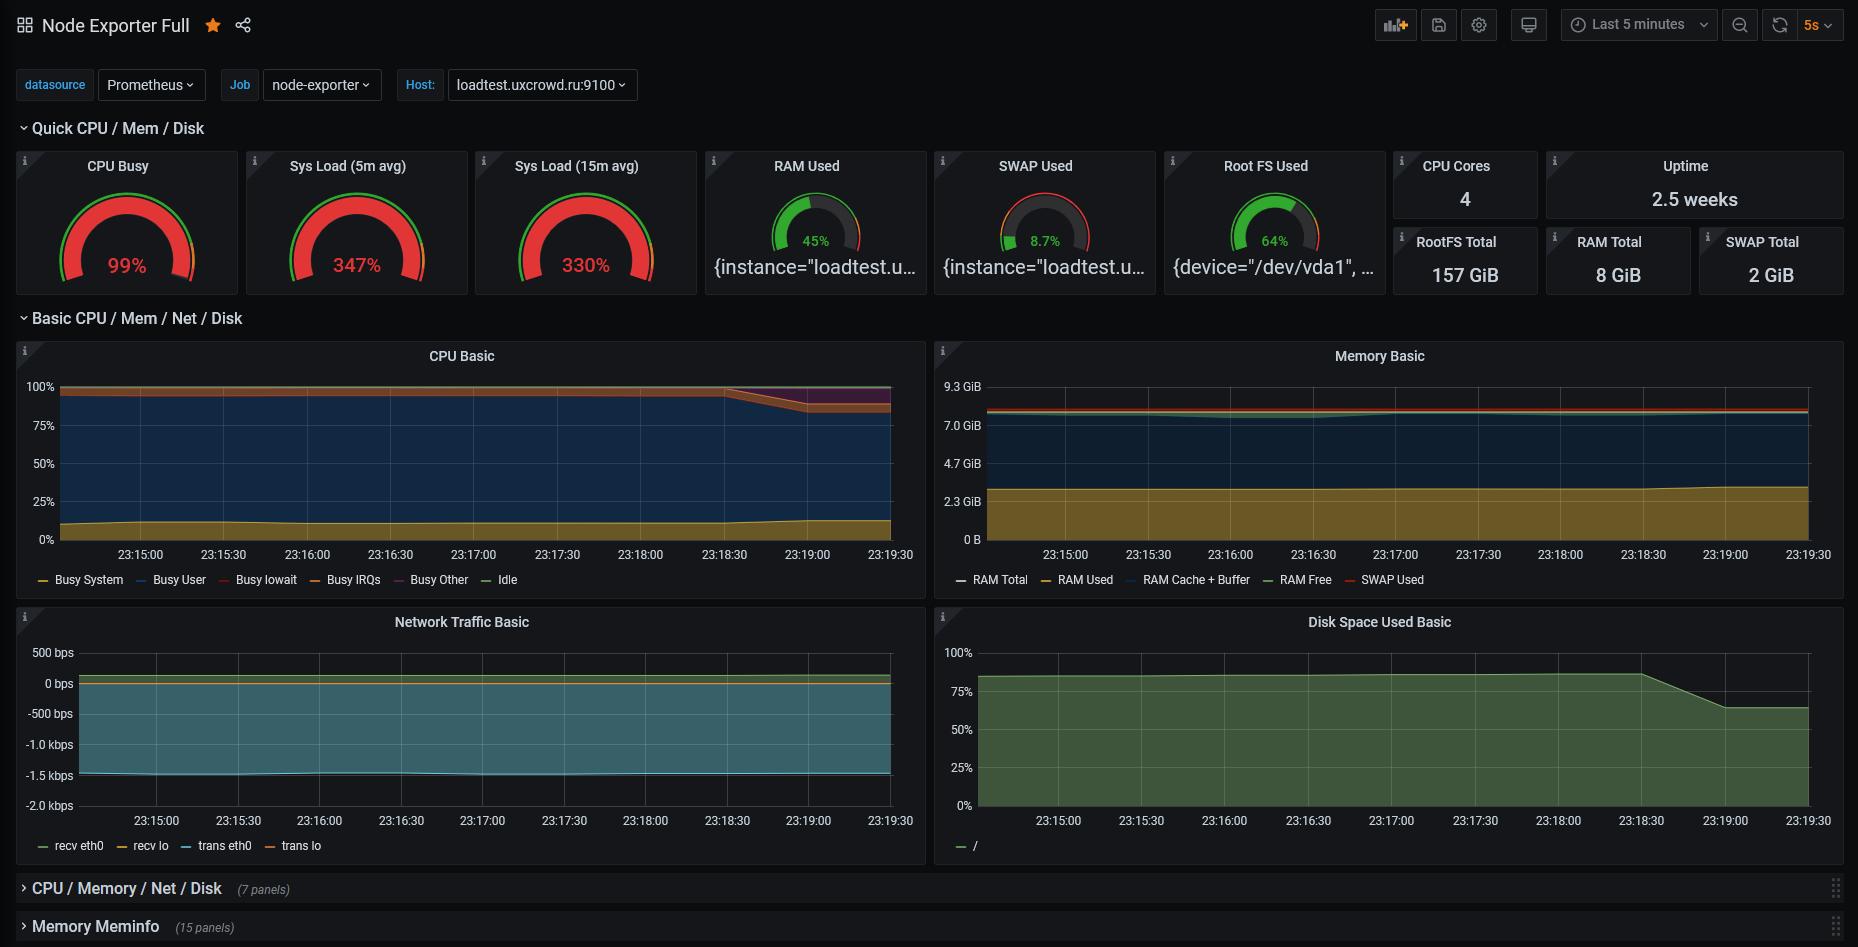 Node Exporter Full
Last 5 minutes
5s
datasource Prometheus Job node-exporter Host: loadtest.uxcrowd.ru:9100
Quick CPU / Mem / Disk
CPU Busy
99%
Sys Load (5m avg)
347%
Sys Load (15m avg)
330%
RAM Used
45%
{instance="loadtest.u...
SWAP Used
8.7%
{instance="loadtest.u...
Root FS Used
64%
{device="/dev/vda1", ...
CPU Cores
4
Uptime
2.5 weeks
RootFS Total
157 GiB
RAM Total
8 GiB
SWAP Total
2 GiB
Basic CPU / Mem / Net / Disk
CPU Basic
100%
75%
50%
25%
0%
23:15:00 23:15:30 23:16:00 23:16:30 23:17:00 23:17:30 23:18:00 23:18:30 23:19:00 23:19:30
Busy System Busy User Busy Iowait Busy IRQs Busy Other Idle
Memory Basic
9.3 GiB
7.0 GiB
4.7 GiB
2.3 GiB
0 B
23:15:00 23:15:30 23:16:00 23:16:30 23:17:00 23:17:30 23:18:00 23:18:30 23:19:00 23:19:30
RAM Total RAM Used RAM Cache + Buffer RAM Free SWAP Used
Network Traffic Basic
500 bps
0 bps
-500 bps
-1.0 kbps
-1.5 kbps
-2.0 kbps
23:15:00 23:15:30 23:16:00 23:16:30 23:17:00 23:17:30 23:18:00 23:18:30 23:19:00 23:19:30
recv eth0 recv lo trans eth0 trans lo
Disk Space Used Basic
100%
75%
50%
25%
0%
23:15:00 23:15:30 23:16:00 23:16:30 23:17:00 23:17:30 23:18:00 23:18:30 23:19:00 23:19:30
/
CPU / Memory / Net / Disk (7 panels)
Memory Meminfo (15 panels)